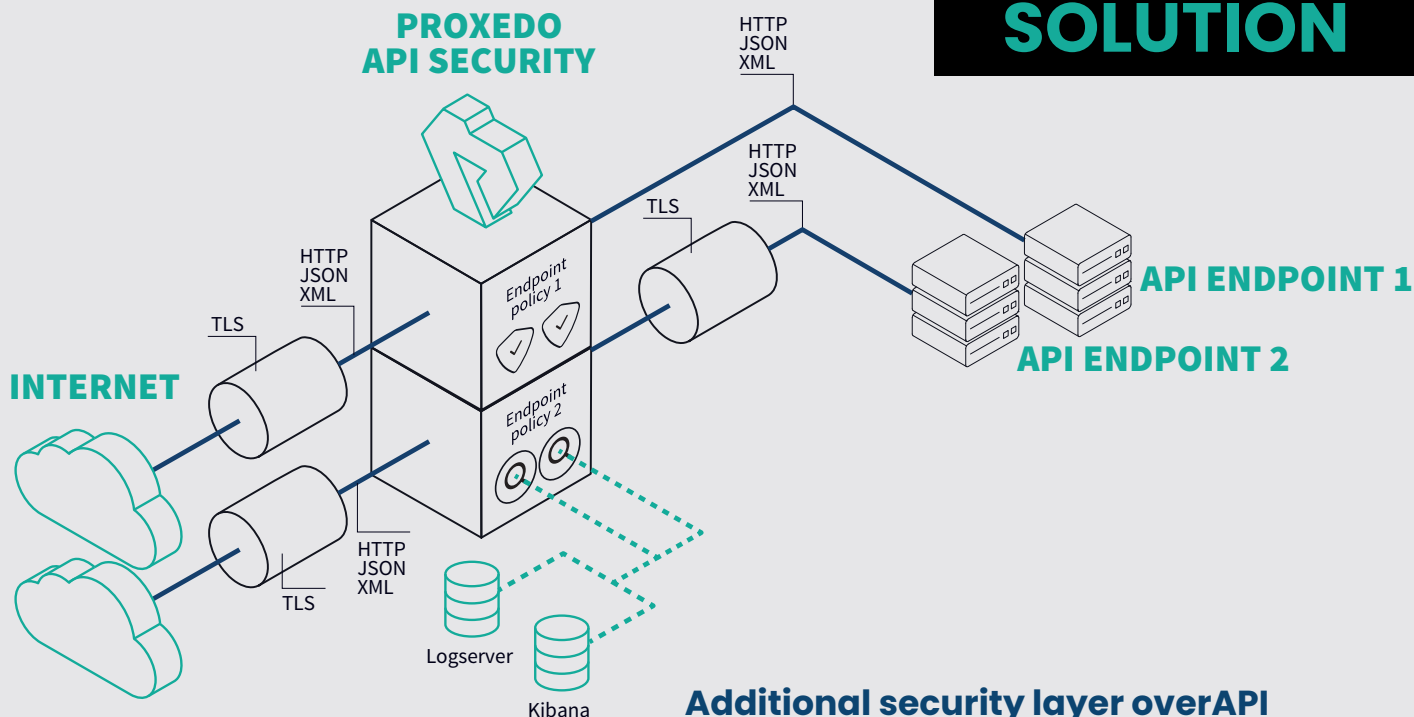 SOLUTION
PROXEDO
API SECURITY
HTTP
JSON
XML
HTTP
JSON
XML
TLS
HTTP
JSON
XML
TLS
Endpoint
policy 1
API ENDPOINT 1
API ENDPOINT 2
INTERNET
Endpoint
policy 2
HTTP
JSON
XML
TLS
Logserver
Kibana
Additional security layer overAPI